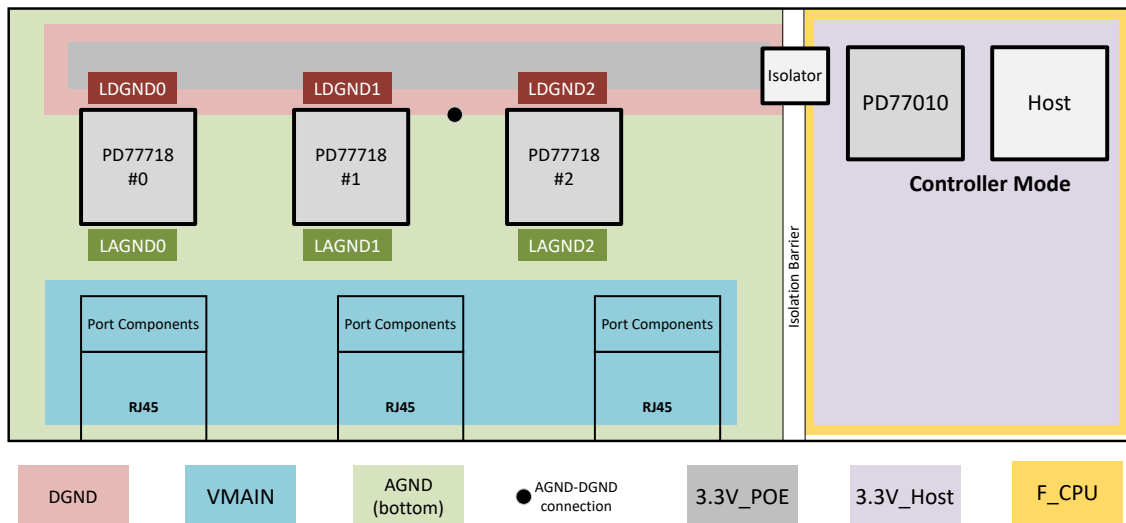 LDGND0
LDGND1
LDGND2
Isolator
PD77718
#0
PD77718
#1
PD77718
#2
PD77010
Host
Controller Mode
LAGND0
LAGND1
LAGND2
Isolation Barrier
Port Components
Port Components
Port Components
RJ45
RJ45
RJ45
DGND
VMAIN
AGND
(bottom)
AGND-DGND
connection
3.3V_POE
3.3V_Host
F_CPU